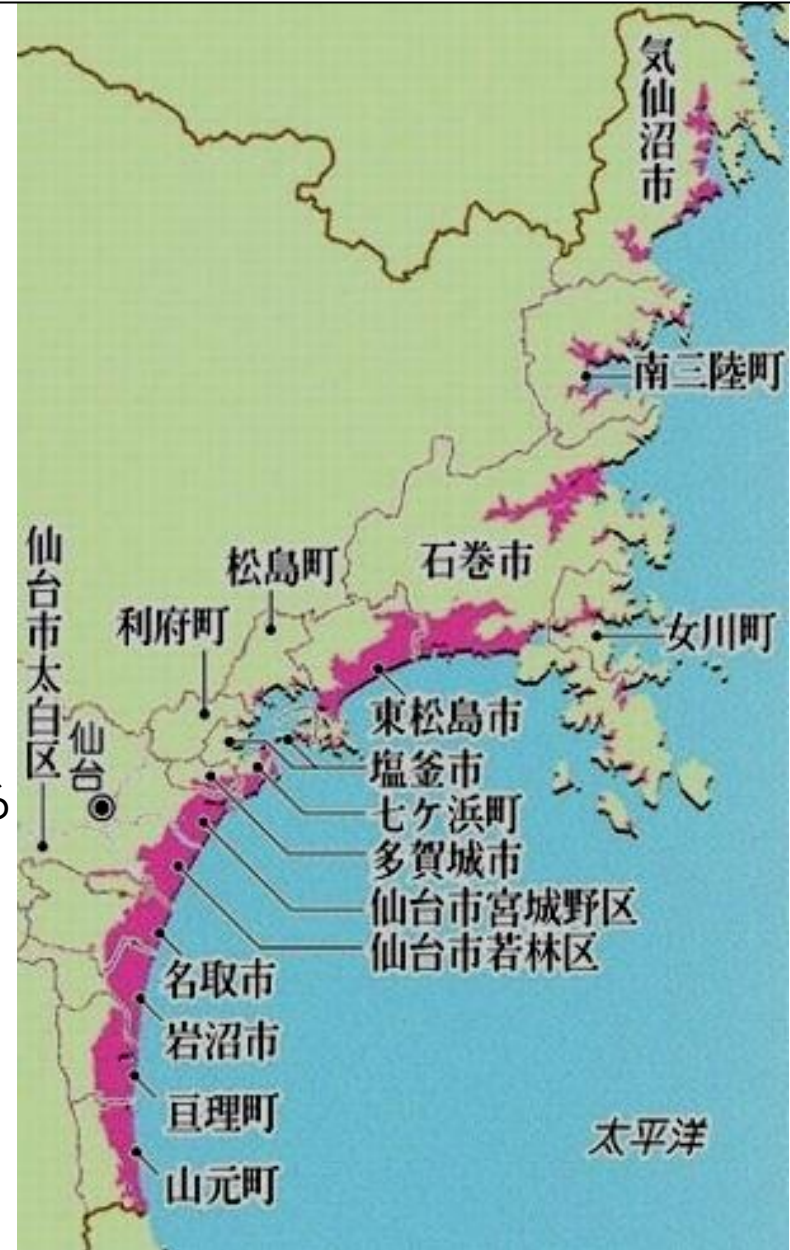 気仙沼市
南三陸町
石巻市
松島町
利府町
女川町
仙台市太白区
仙台
東松島市
塩釜市
七ケ浜町
多賀城市
仙台市宮城野区
仙台市若林区
名取市
岩沼市
亘理町
山元町
太平洋